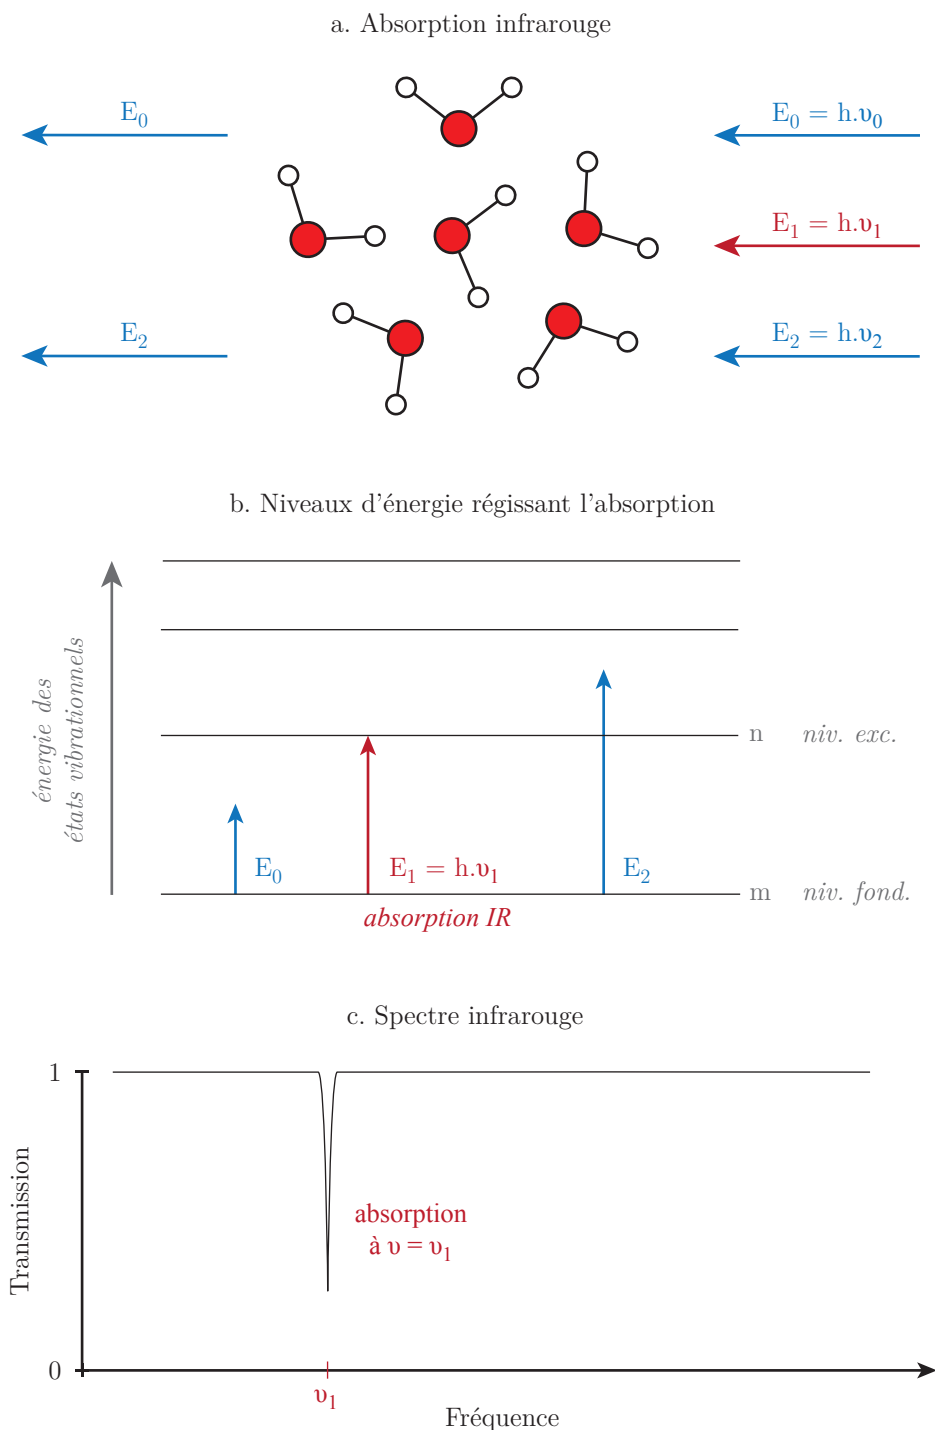 a. Absorption infrarouge
E₀
E₀ = h.υ₀
E₁ = h.υ₁
E₂
E₂ = h.υ₂
b. Niveaux d'énergie régissant l'absorption
énergie des
états vibrationnels
n niv. exc.
E₀
E₁ = h.υ₁
E₂
m niv. fond.
absorption IR
c. Spectre infrarouge
1
Transmission
absorption
à υ = υ₁
0
υ₁
Fréquence